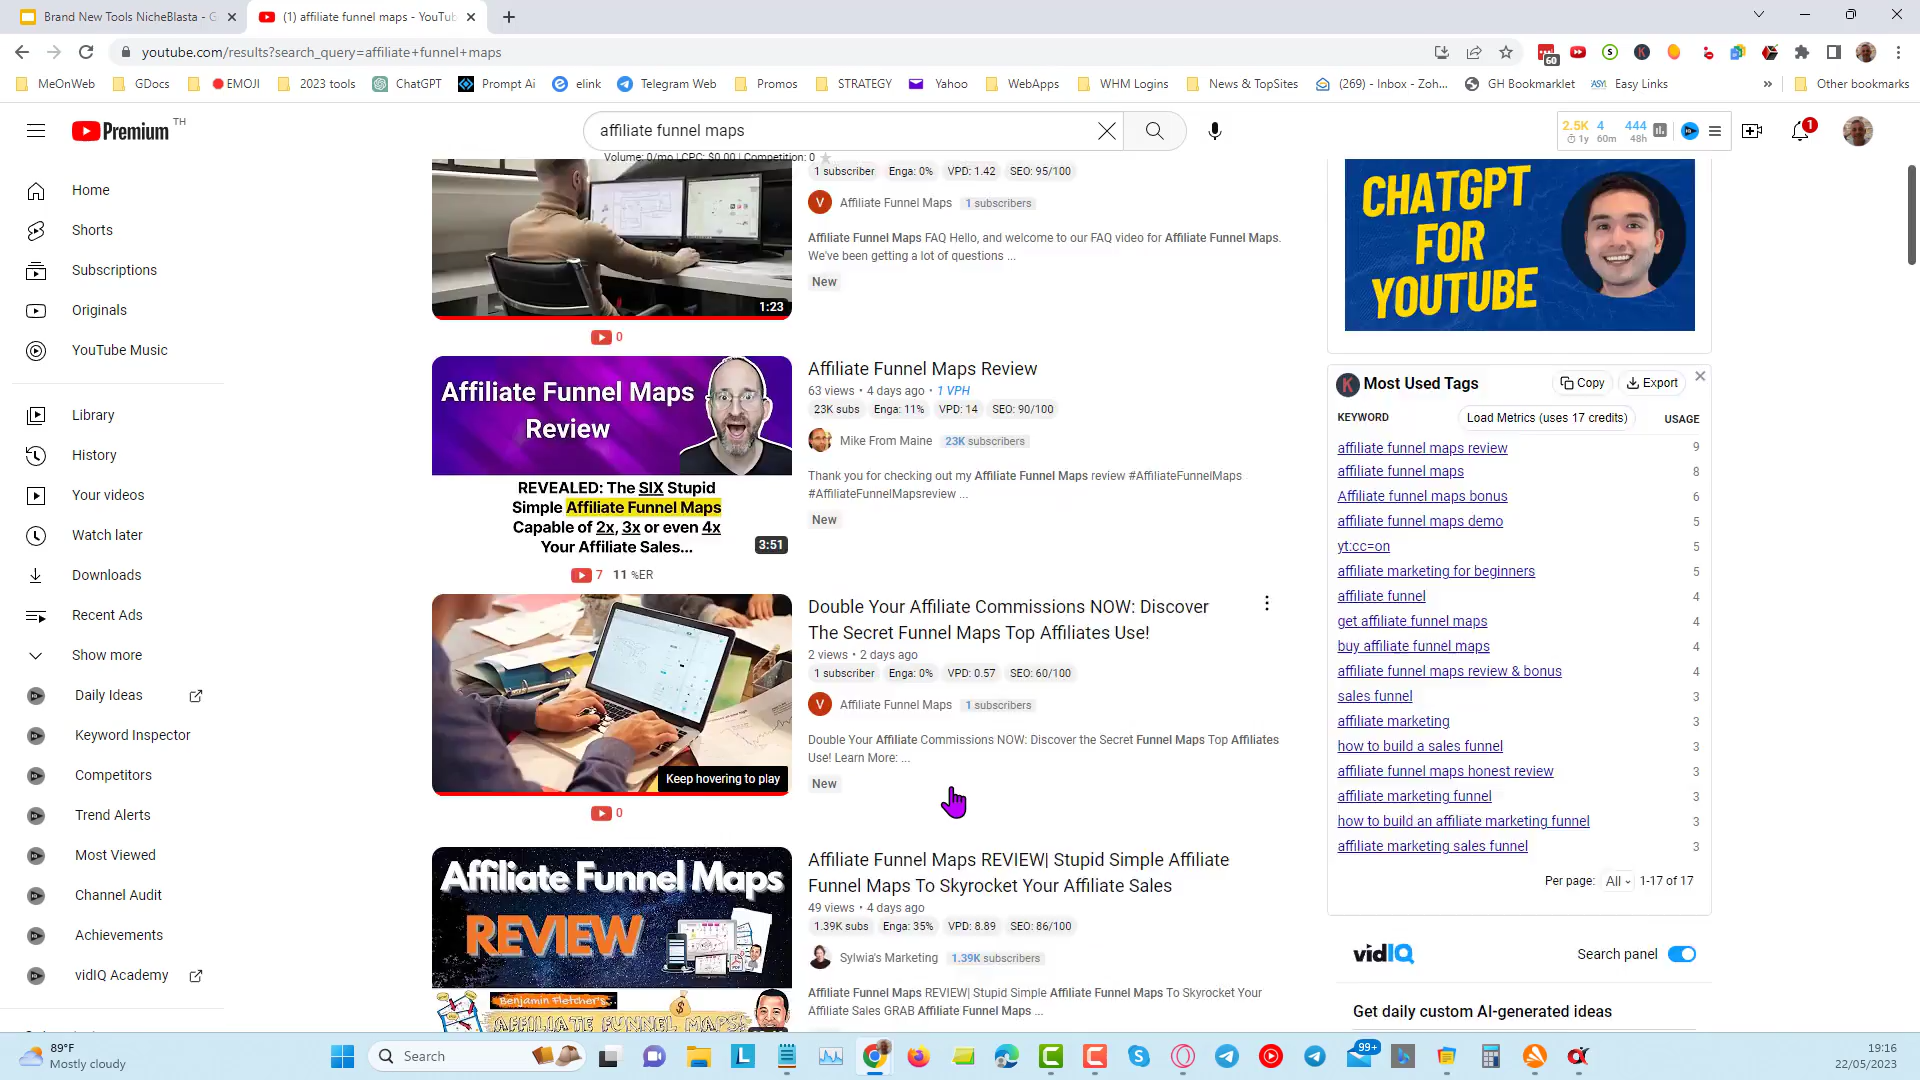 Brand New Tools NicheBlasta - G
(1) affiliate funnel maps - YouTub
youtube.com/results?search_query=affiliate+funnel+maps
60
MeOnWeb
GDocs
EMOJI
2023 tools
ChatGPT
Prompt Ai
elink
Telegram Web
Promos
STRATEGY
Yahoo
WebApps
WHM Logins
News & TopSites
(269) - Inbox - Zoh...
GH Bookmarklet
Easy Links
Other bookmarks
Premium TH
affiliate funnel maps
2.5K 4 444
1y 60m 48h
1
Volume: 0/mo | CPC: $0.00 | Competition: 0
Home
Shorts
Subscriptions
Originals
YouTube Music
Library
History
Your videos
Watch later
Downloads
Recent Ads
Show more
Daily Ideas
Keyword Inspector
Competitors
Trend Alerts
Most Viewed
Channel Audit
Achievements
vidIQ Academy
1:23
0
1 subscriber Enga: 0% VPD: 1.42 SEO: 95/100
V Affiliate Funnel Maps 1 subscribers
Affiliate Funnel Maps FAQ Hello, and welcome to our FAQ video for Affiliate Funnel Maps.
We've been getting a lot of questions ...
New
Affiliate Funnel Maps
Review
REVEALED: The SIX Stupid
Simple Affiliate Funnel Maps
Capable of 2x, 3x or even 4x
Your Affiliate Sales...
3:51
7 11 %ER
Affiliate Funnel Maps Review
63 views • 4 days ago • 1 VPH
23K subs Enga: 11% VPD: 14 SEO: 90/100
Mike From Maine 23K subscribers
Thank you for checking out my Affiliate Funnel Maps review #AffiliateFunnelMaps
#AffiliateFunnelMapsreview ...
New
Keep hovering to play
0
Double Your Affiliate Commissions NOW: Discover
The Secret Funnel Maps Top Affiliates Use!
2 views • 2 days ago
1 subscriber Enga: 0% VPD: 0.57 SEO: 60/100
V Affiliate Funnel Maps 1 subscribers
Double Your Affiliate Commissions NOW: Discover the Secret Funnel Maps Top Affiliates
Use! Learn More: ...
New
Affiliate Funnel Maps
REVIEW
Benjamin Fletcher's
AFFILIATE FUNNEL MAPS
Affiliate Funnel Maps REVIEW| Stupid Simple Affiliate
Funnel Maps To Skyrocket Your Affiliate Sales
49 views • 4 days ago
1.39K subs Enga: 35% VPD: 8.89 SEO: 86/100
Sylwia's Marketing 1.39K subscribers
Affiliate Funnel Maps REVIEW| Stupid Simple Affiliate Funnel Maps To Skyrocket Your
Affiliate Sales GRAB Affiliate Funnel Maps ...
CHATGPT
FOR
YOUTUBE
K Most Used Tags Copy Export
KEYWORD Load Metrics (uses 17 credits) USAGE
affiliate funnel maps review 9
affiliate funnel maps 8
Affiliate funnel maps bonus 6
affiliate funnel maps demo 5
yt:cc=on 5
affiliate marketing for beginners 5
affiliate funnel 4
get affiliate funnel maps 4
buy affiliate funnel maps 4
affiliate funnel maps review & bonus 4
sales funnel 3
affiliate marketing 3
how to build a sales funnel 3
affiliate funnel maps honest review 3
affiliate marketing funnel 3
how to build an affiliate marketing funnel 3
affiliate marketing sales funnel 3
Per page: All 1-17 of 17
vidIQ Search panel
Get daily custom AI-generated ideas
89°F
Mostly cloudy
Search
99+
19:16
22/05/2023